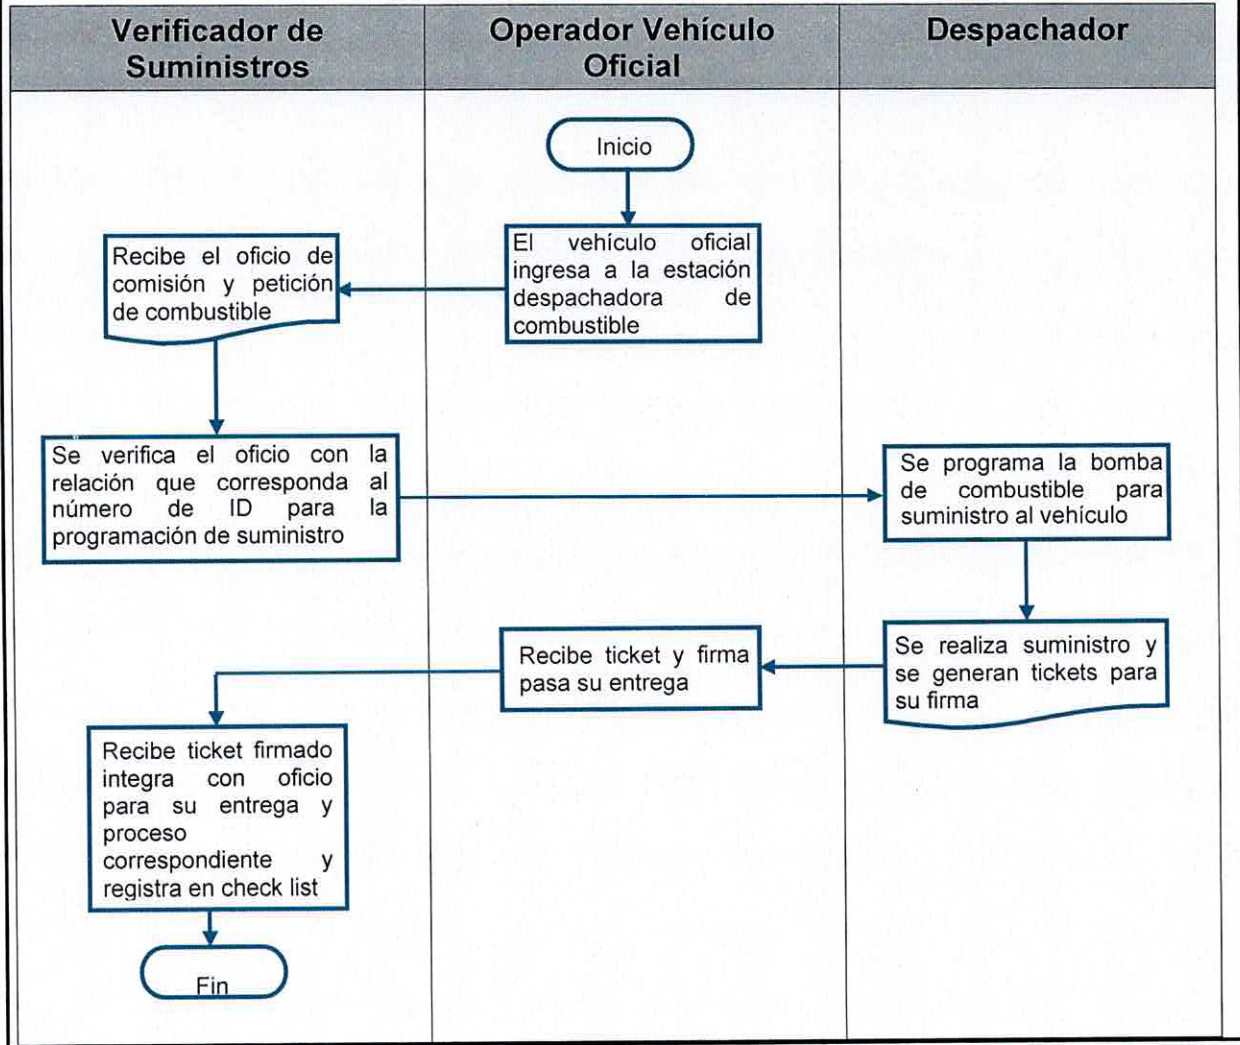 Verificador de
Suministros
Operador Vehículo
Oficial
Despachador
Inicio
El vehículo oficial
ingresa a la estación
despachadora de
combustible
Recibe el oficio de
comisión y petición
de combustible
Se verifica el oficio con la
relación que corresponda al
número de ID para la
programación de suministro
Se programa la bomba
de combustible para
suministro al vehículo
Se realiza suministro y
se generan tickets para
su firma
Recibe ticket y firma
pasa su entrega
Recibe ticket firmado
integra con oficio
para su entrega y
proceso
correspondiente y
registra en check list
Fin